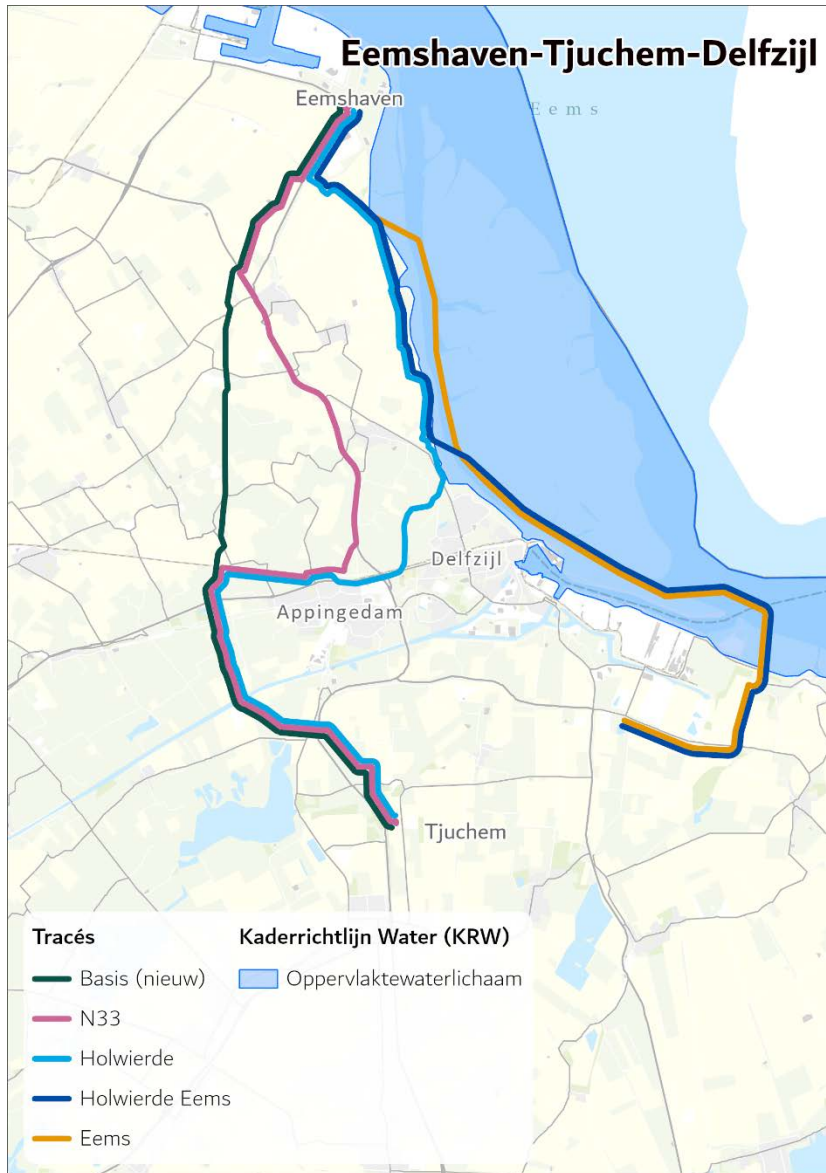 Eemshaven-Tjuchem-Delfzijl
Eemshaven
Eems
Delfzijl
Appingedam
Tjuchem
Tracés
Basis (nieuw)
N33
Holwierde
Holwierde Eems
Eems
Kaderrichtlijn Water (KRW)
Oppervlaktewaterlichaam